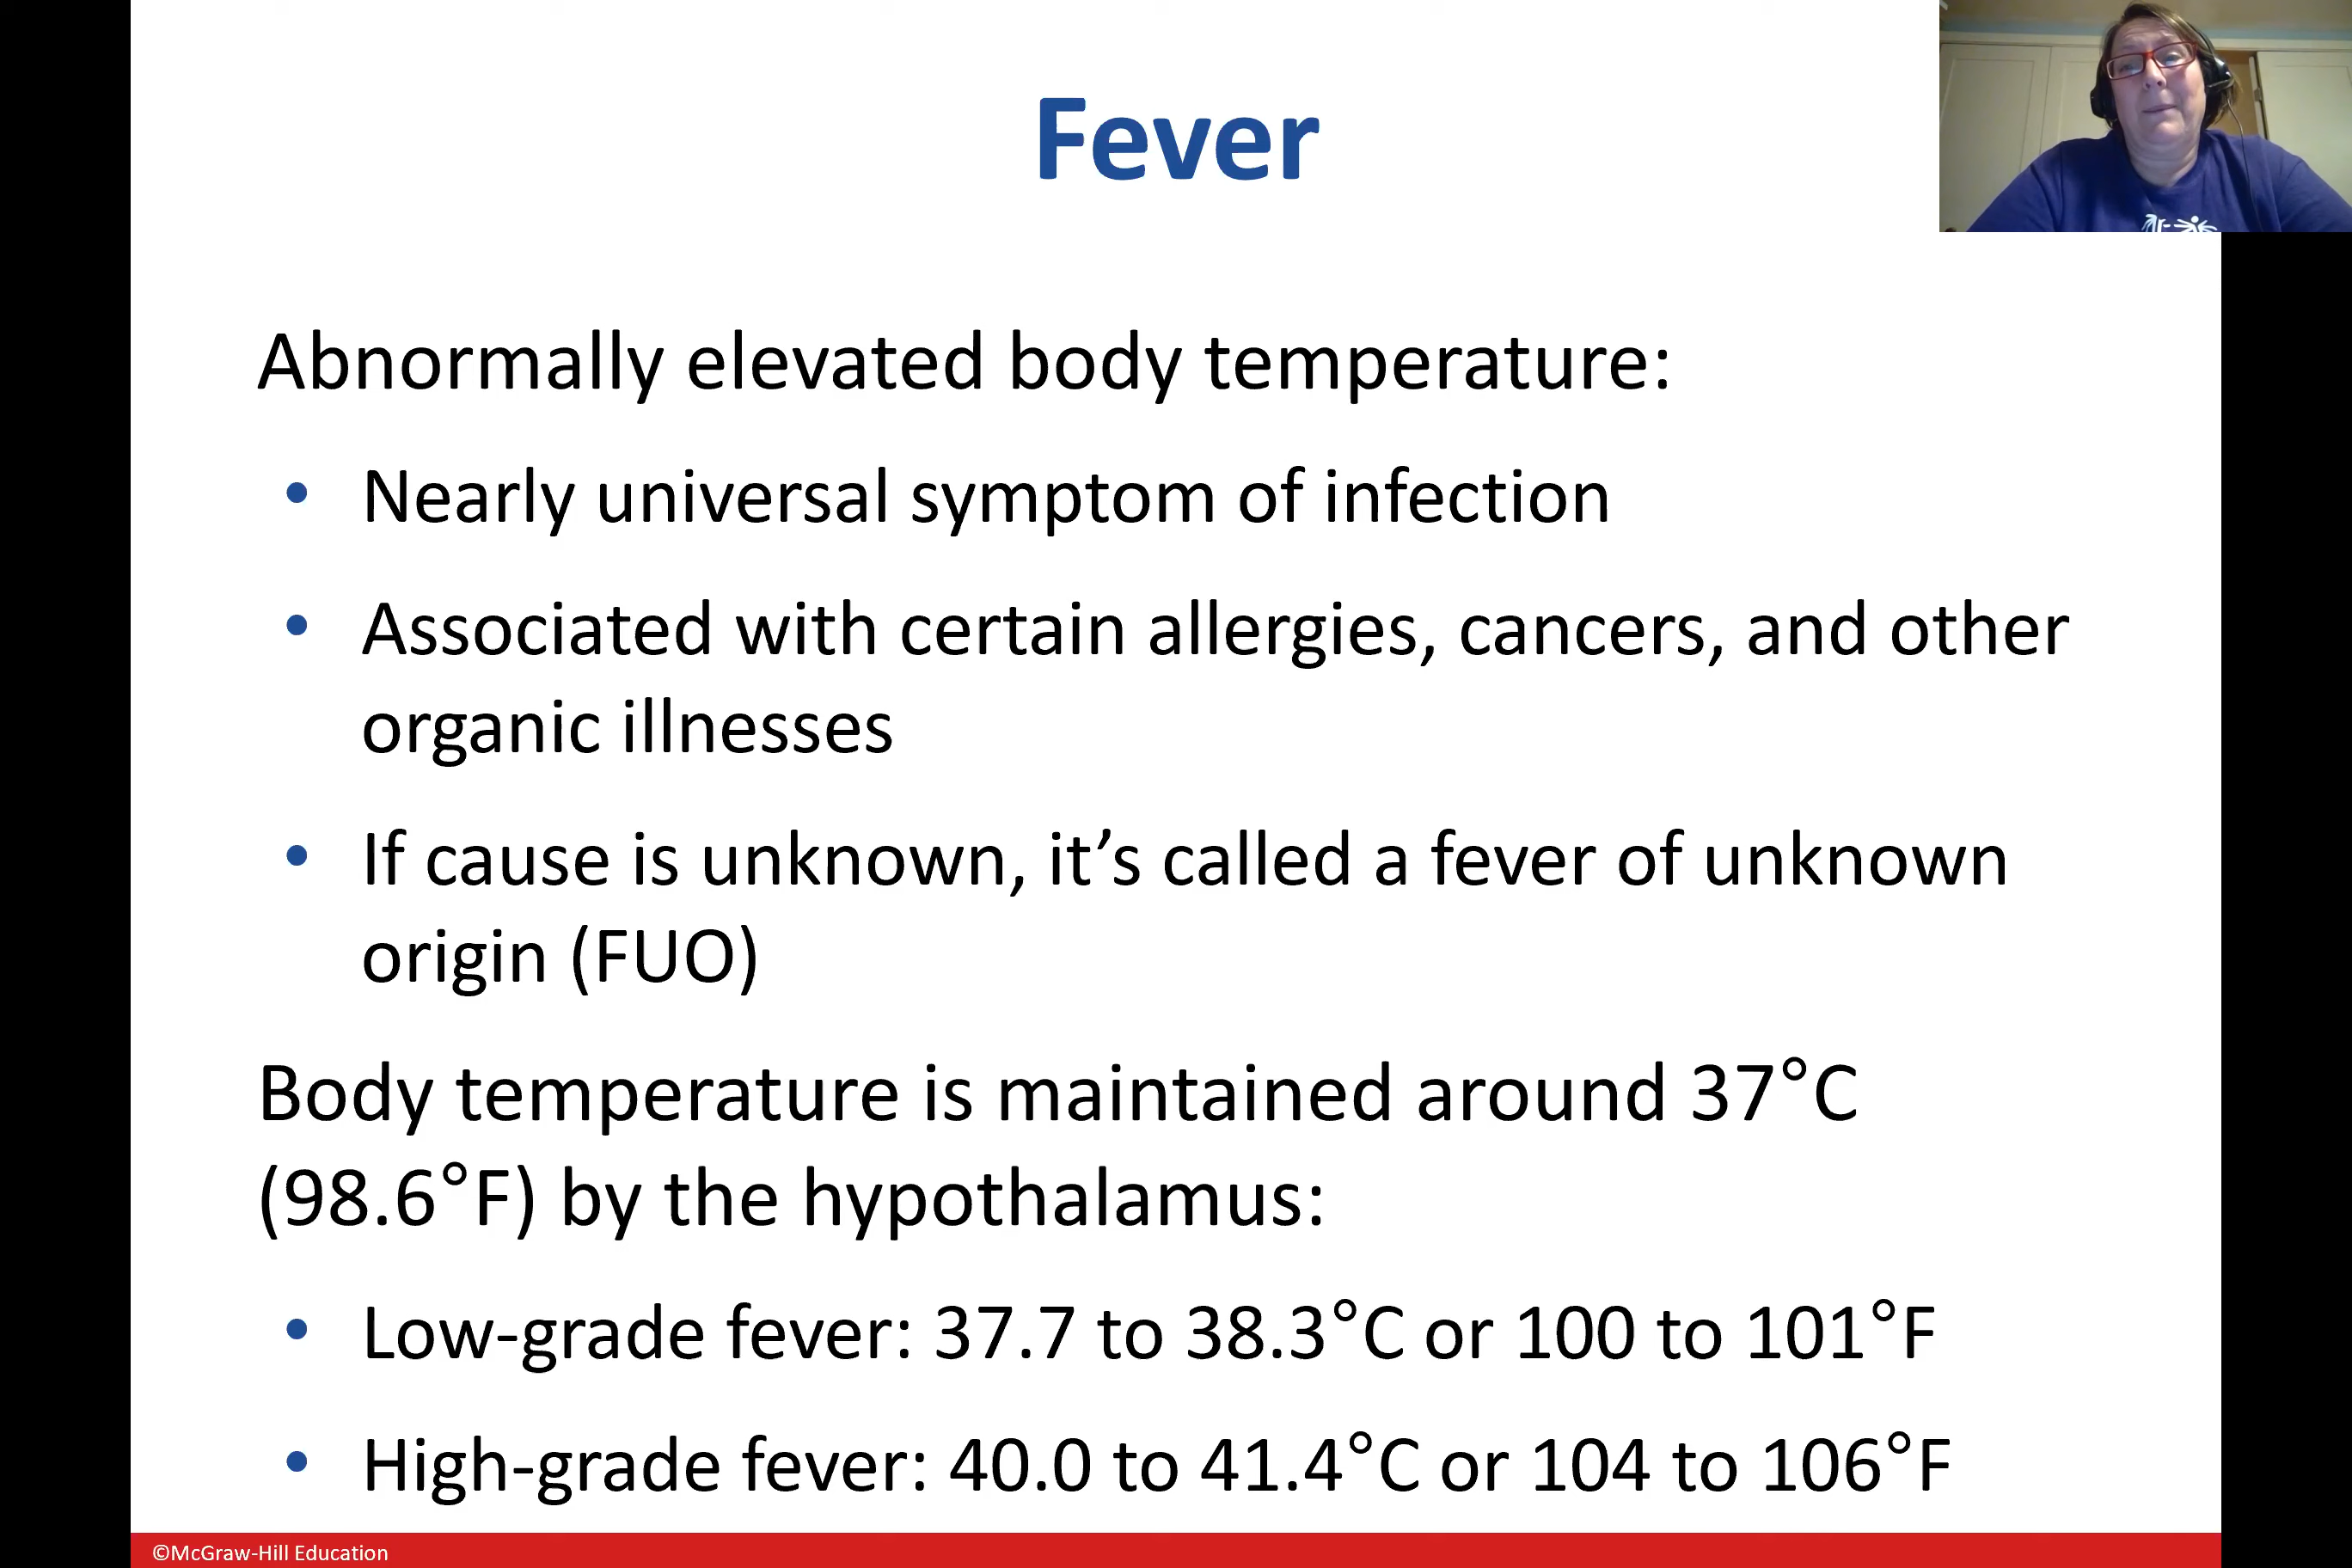 Fever
Abnormally elevated body temperature:
• Nearly universal symptom of infection
• Associated with certain allergies, cancers, and other
organic illnesses
• If cause is unknown, it’s called a fever of unknown
origin (FUO)
Body temperature is maintained around 37°C
(98.6°F) by the hypothalamus:
• Low-grade fever: 37.7 to 38.3°C or 100 to 101°F
• High-grade fever: 40.0 to 41.4°C or 104 to 106°F
©McGraw-Hill Education